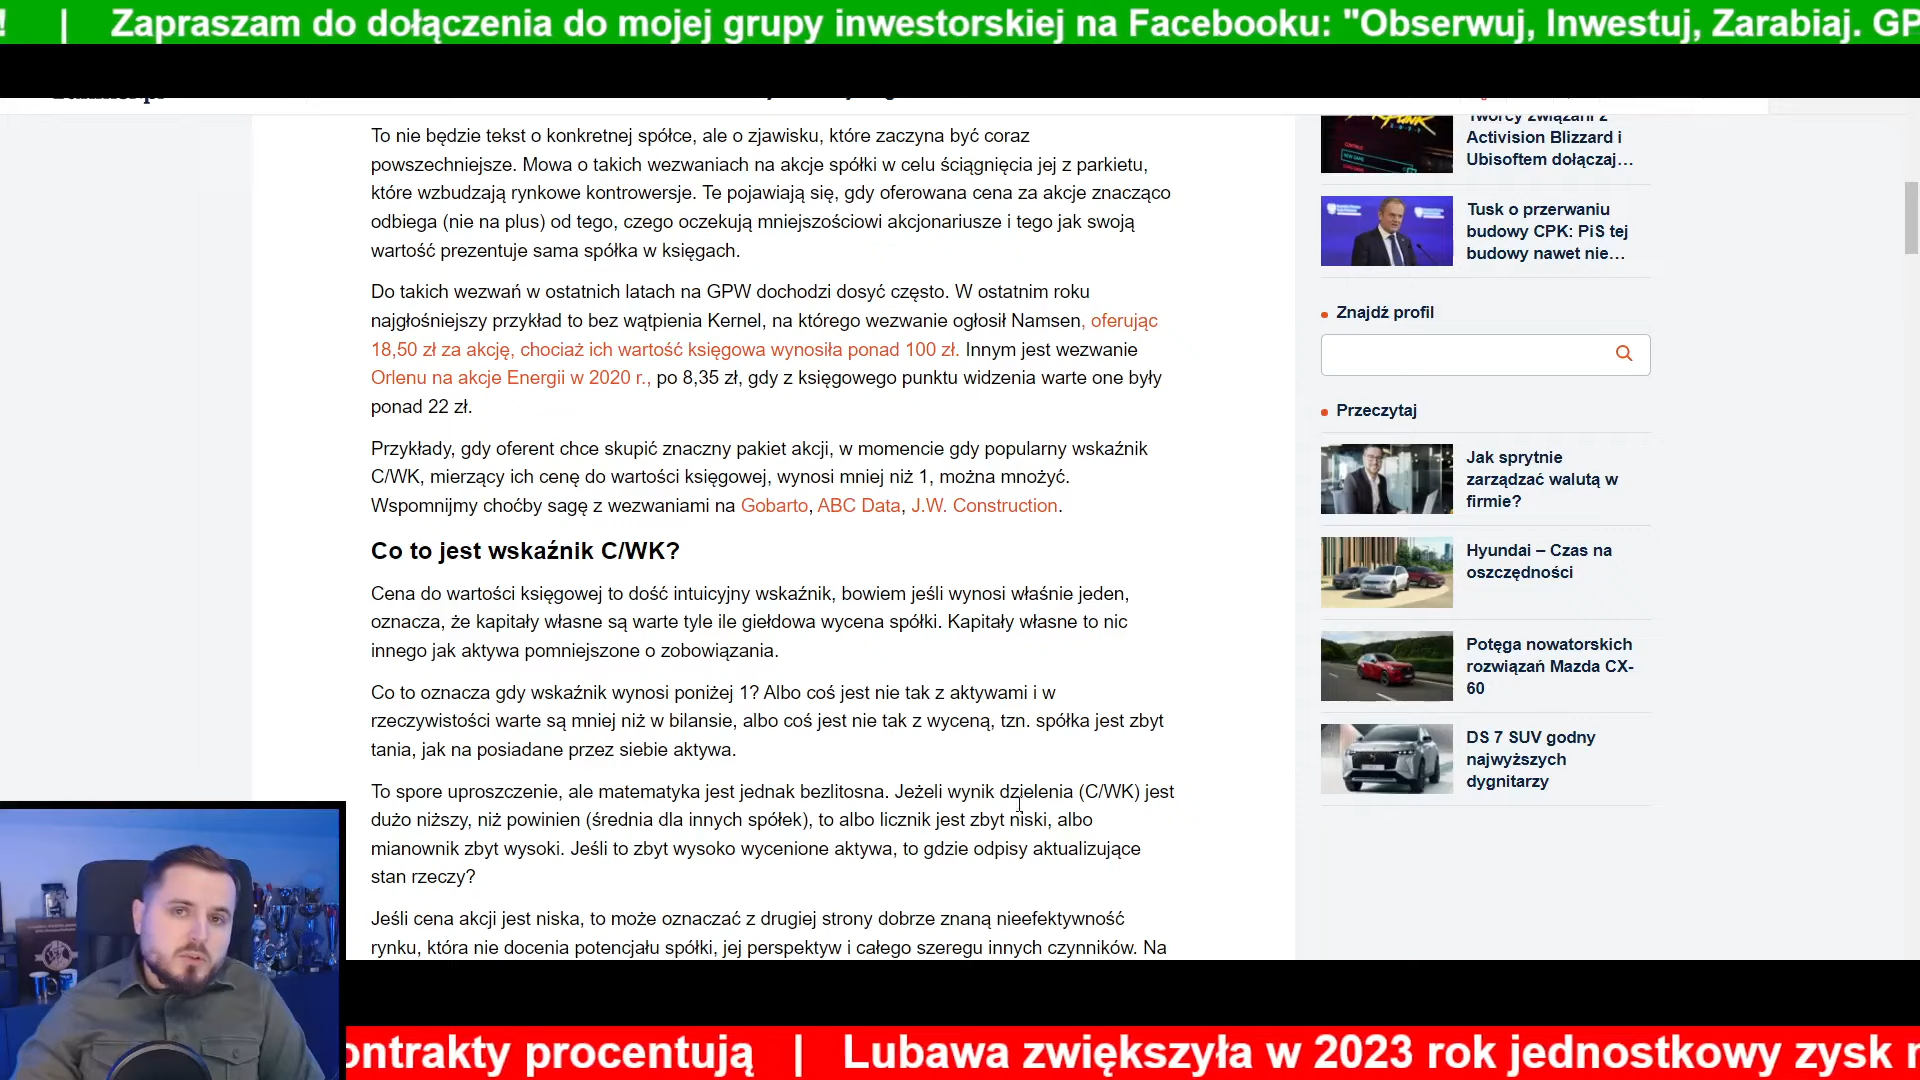 ! | Zapraszam do dołączenia do mojej grupy inwestorskiej na Facebooku: "Obserwuj, Inwestuj, Zarabiaj. GP
To nie będzie tekst o konkretnej spółce, ale o zjawisku, które zaczyna być coraz
powszechniejsze. Mowa o takich wezwaniach na akcje spółki w celu ściągnięcia jej z parkietu,
które wzbudzają rynkowe kontrowersje. Te pojawiają się, gdy oferowana cena za akcje znacząco
odbiega (nie na plus) od tego, czego oczekują mniejszościowi akcjonariusze i tego jak swoją
wartość prezentuje sama spółka w księgach.
Do takich wezwań w ostatnich latach na GPW dochodzi dosyć często. W ostatnim roku
najgłośniejszy przykład to bez wątpienia Kernel, na którego wezwanie ogłosił Namsen, oferując
18,50 zł za akcję, chociaż ich wartość księgowa wynosiła ponad 100 zł. Innym jest wezwanie
Orlenu na akcje Energii w 2020 r., po 8,35 zł, gdy z księgowego punktu widzenia warte one były
ponad 22 zł.
Przykłady, gdy oferent chce skupić znaczny pakiet akcji, w momencie gdy popularny wskaźnik
C/WK, mierzący ich cenę do wartości księgowej, wynosi mniej niż 1, można mnożyć.
Wspomnijmy choćby sagę z wezwaniami na Gobarto, ABC Data, J.W. Construction.
Co to jest wskaźnik C/WK?
Cena do wartości księgowej to dość intuicyjny wskaźnik, bowiem jeśli wynosi właśnie jeden,
oznacza, że kapitały własne są warte tyle ile giełdowa wycena spółki. Kapitały własne to nic
innego jak aktywa pomniejszone o zobowiązania.
Co to oznacza gdy wskaźnik wynosi poniżej 1? Albo coś jest nie tak z aktywami i w
rzeczywistości warte są mniej niż w bilansie, albo coś jest nie tak z wyceną, tzn. spółka jest zbyt
tania, jak na posiadane przez siebie aktywa.
To spore uproszczenie, ale matematyka jest jednak bezlitosna. Jeżeli wynik dzielenia (C/WK) jest
dużo niższy, niż powinien (średnia dla innych spółek), to albo licznik jest zbyt niski, albo
mianownik zbyt wysoki. Jeśli to zbyt wysoko wycenione aktywa, to gdzie odpisy aktualizujące
stan rzeczy?
Jeśli cena akcji jest niska, to może oznaczać z drugiej strony dobrze znaną nieefektywność
rynku, która nie docenia potencjału spółki, jej perspektyw i całego szeregu innych czynników. Na
Twórcy związani z
Activision Blizzard i
Ubisoftem dołączaj...
Tusk o przerwaniu
budowy CPK: PiS tej
budowy nawet nie...
Znajdź profil
Przeczytaj
Jak sprytnie
zarządzać walutą w
firmie?
Hyundai – Czas na
oszczędności
Potęga nowatorskich
rozwiązań Mazda CX-
60
DS 7 SUV godny
najwyższych
dygnitarzy
ontrakty procentują | Lubawa zwiększyła w 2023 rok jednostkowy zysk